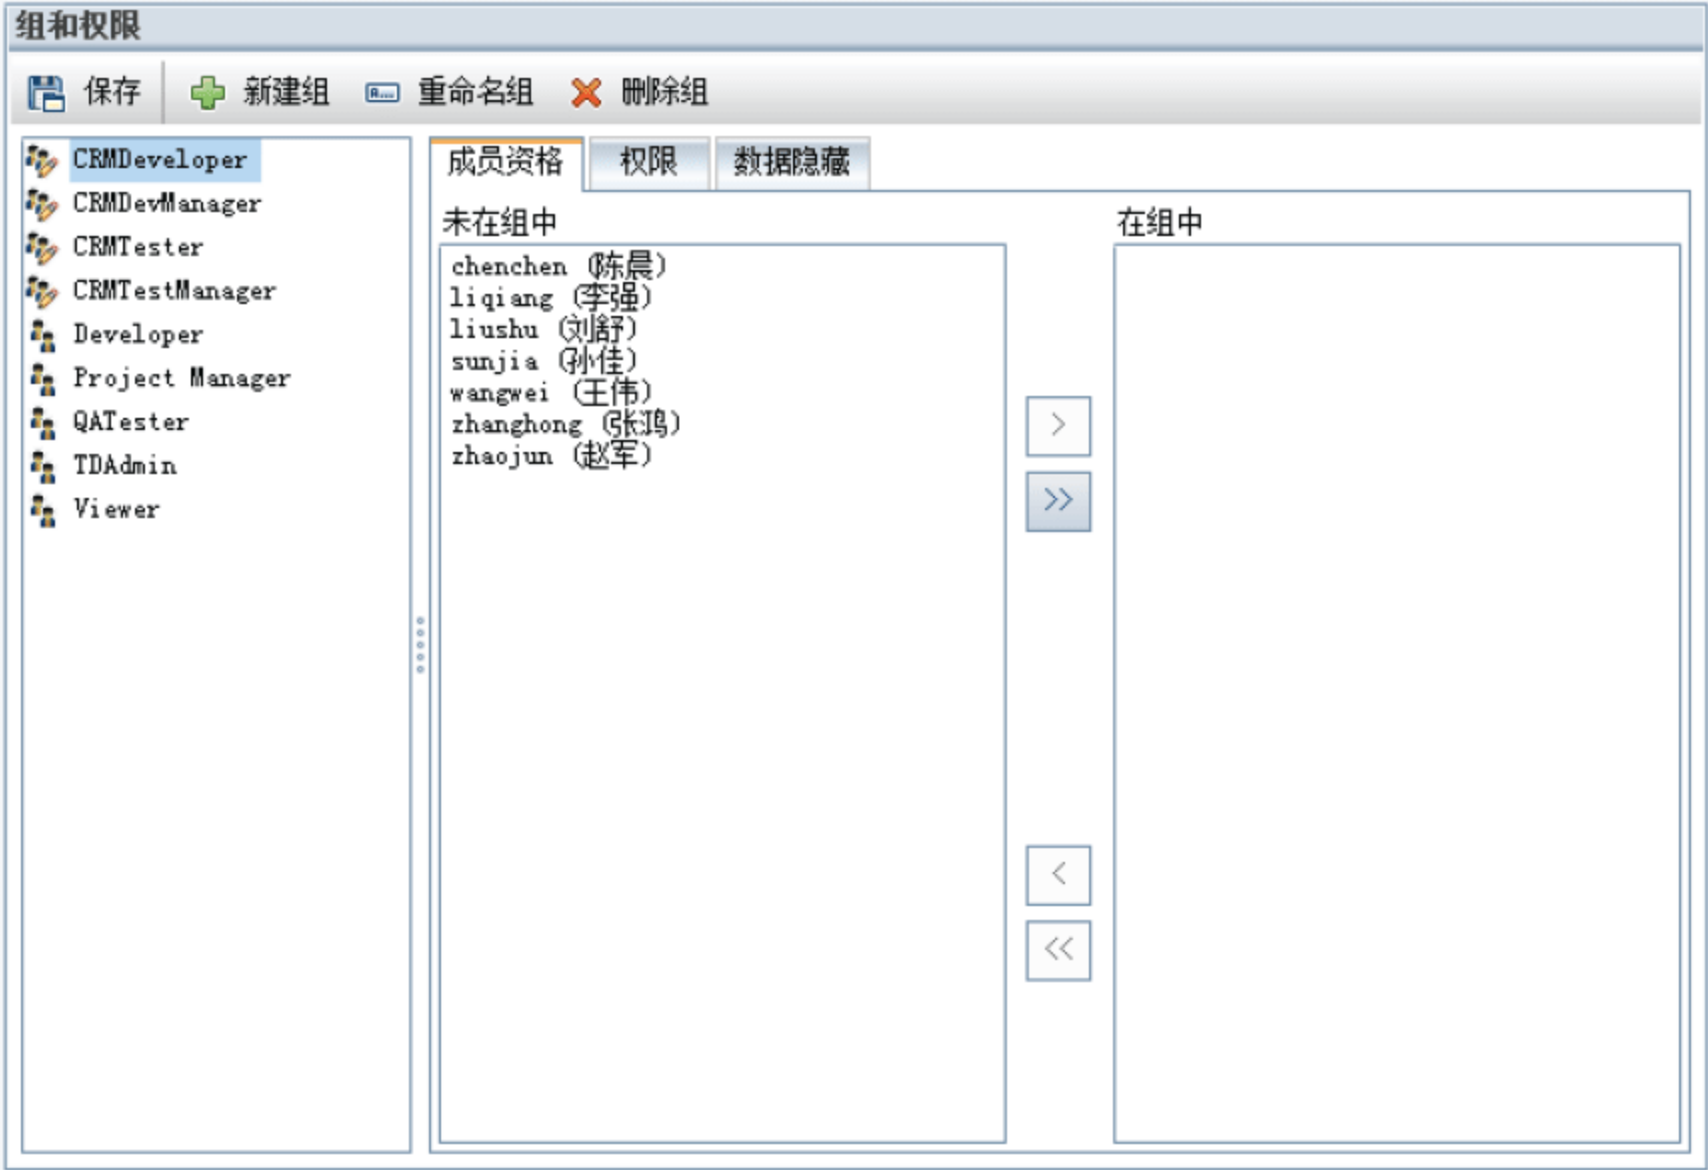 组和权限
保存 新建组 重命名组 删除组
CRMDeveloper
CRMDevManager
CRMTester
CRMTestManager
Developer
Project Manager
QATester
TDAdmin
Viewer
成员资格 权限 数据隐藏
未在组中
chenchen (陈晨)
liqiang (李强)
liushu (刘舒)
sunjia (孙佳)
wangwei (王伟)
zhanghong (张鸿)
zhaojun (赵军)
>
>>
<
<<
在组中